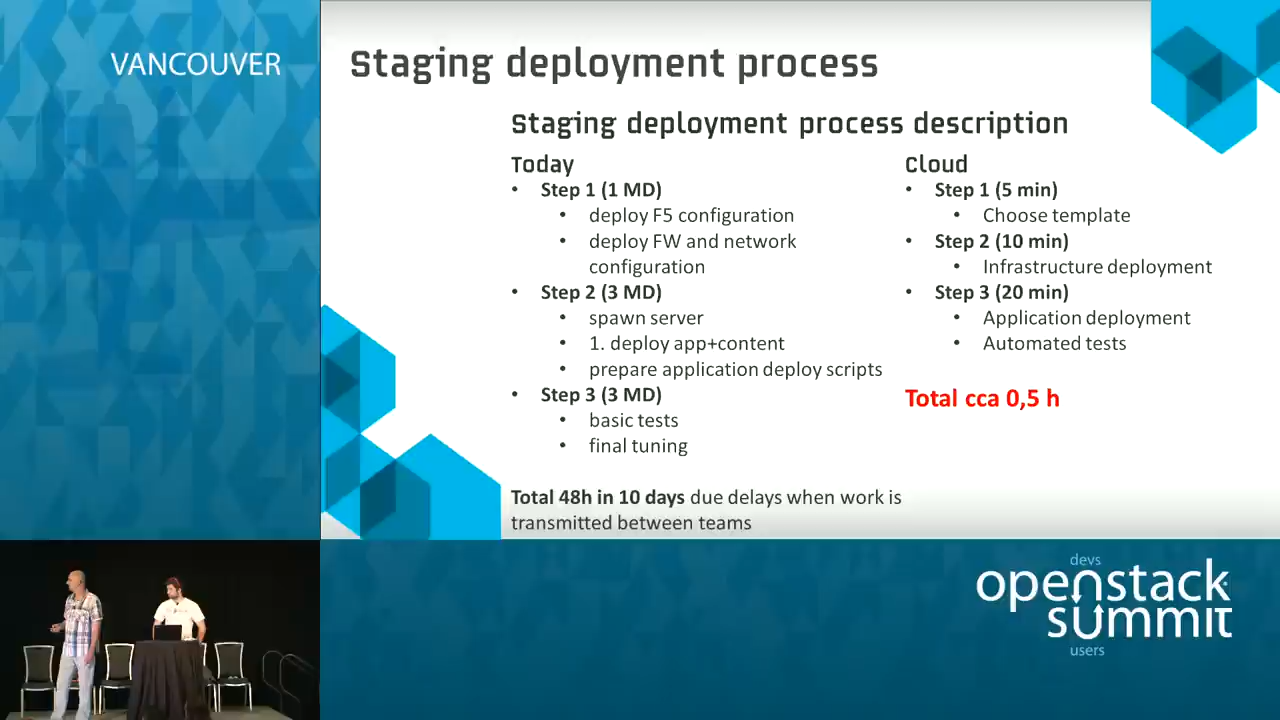 VANCOUVER
Staging deployment process
Staging deployment process description
Today
• Step 1 (1 MD)
• deploy F5 configuration
• deploy FW and network
configuration
• Step 2 (3 MD)
• spawn server
• 1. deploy app+content
• prepare application deploy scripts
• Step 3 (3 MD)
• basic tests
• final tuning
Total 48h in 10 days due delays when work is
transmitted between teams
Cloud
• Step 1 (5 min)
• Choose template
• Step 2 (10 min)
• Infrastructure deployment
• Step 3 (20 min)
• Application deployment
• Automated tests
Total cca 0,5 h
devs
openstack
summit
users